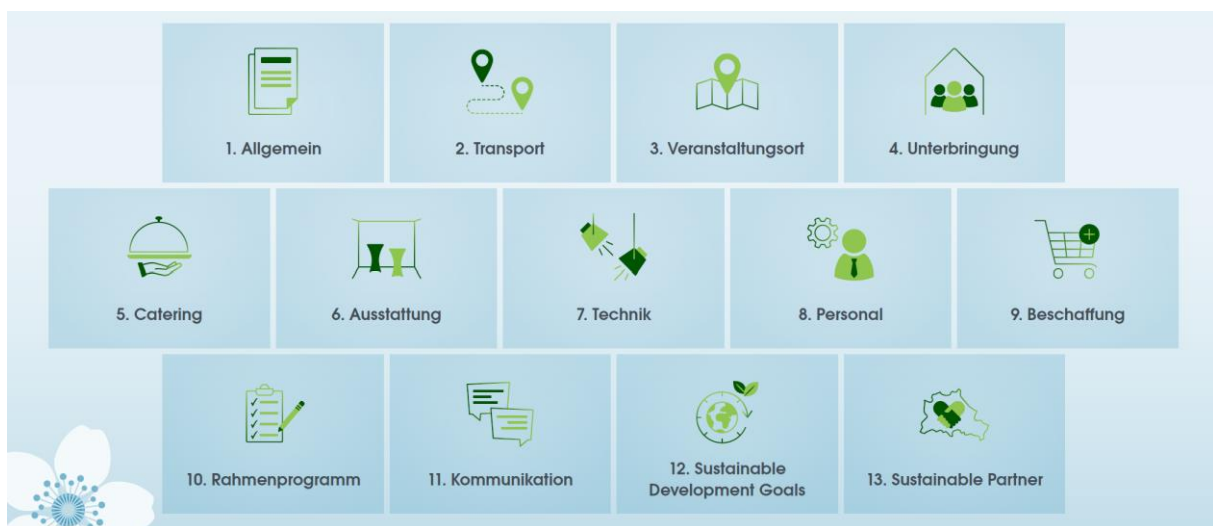 1. Allgemein
2. Transport
3. Veranstaltungsort
4. Unterbringung
5. Catering
6. Ausstattung
7. Technik
8. Personal
9. Beschaffung
10. Rahmenprogramm
11. Kommunikation
12. Sustainable
Development Goals
13. Sustainable Partner